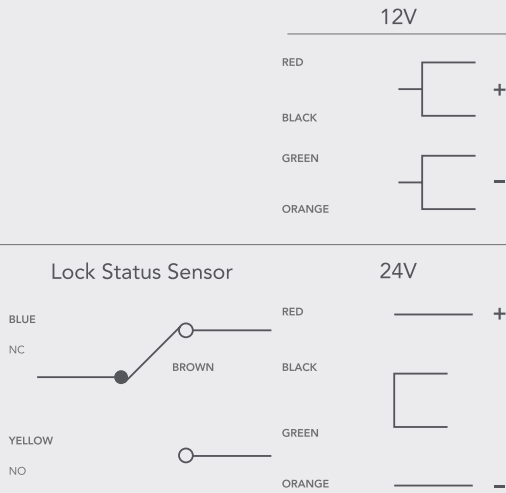 12V
RED
+
BLACK
GREEN
−
ORANGE
Lock Status Sensor
24V
BLUE
NC
BROWN
YELLOW
NO
RED
+
BLACK
GREEN
ORANGE
−